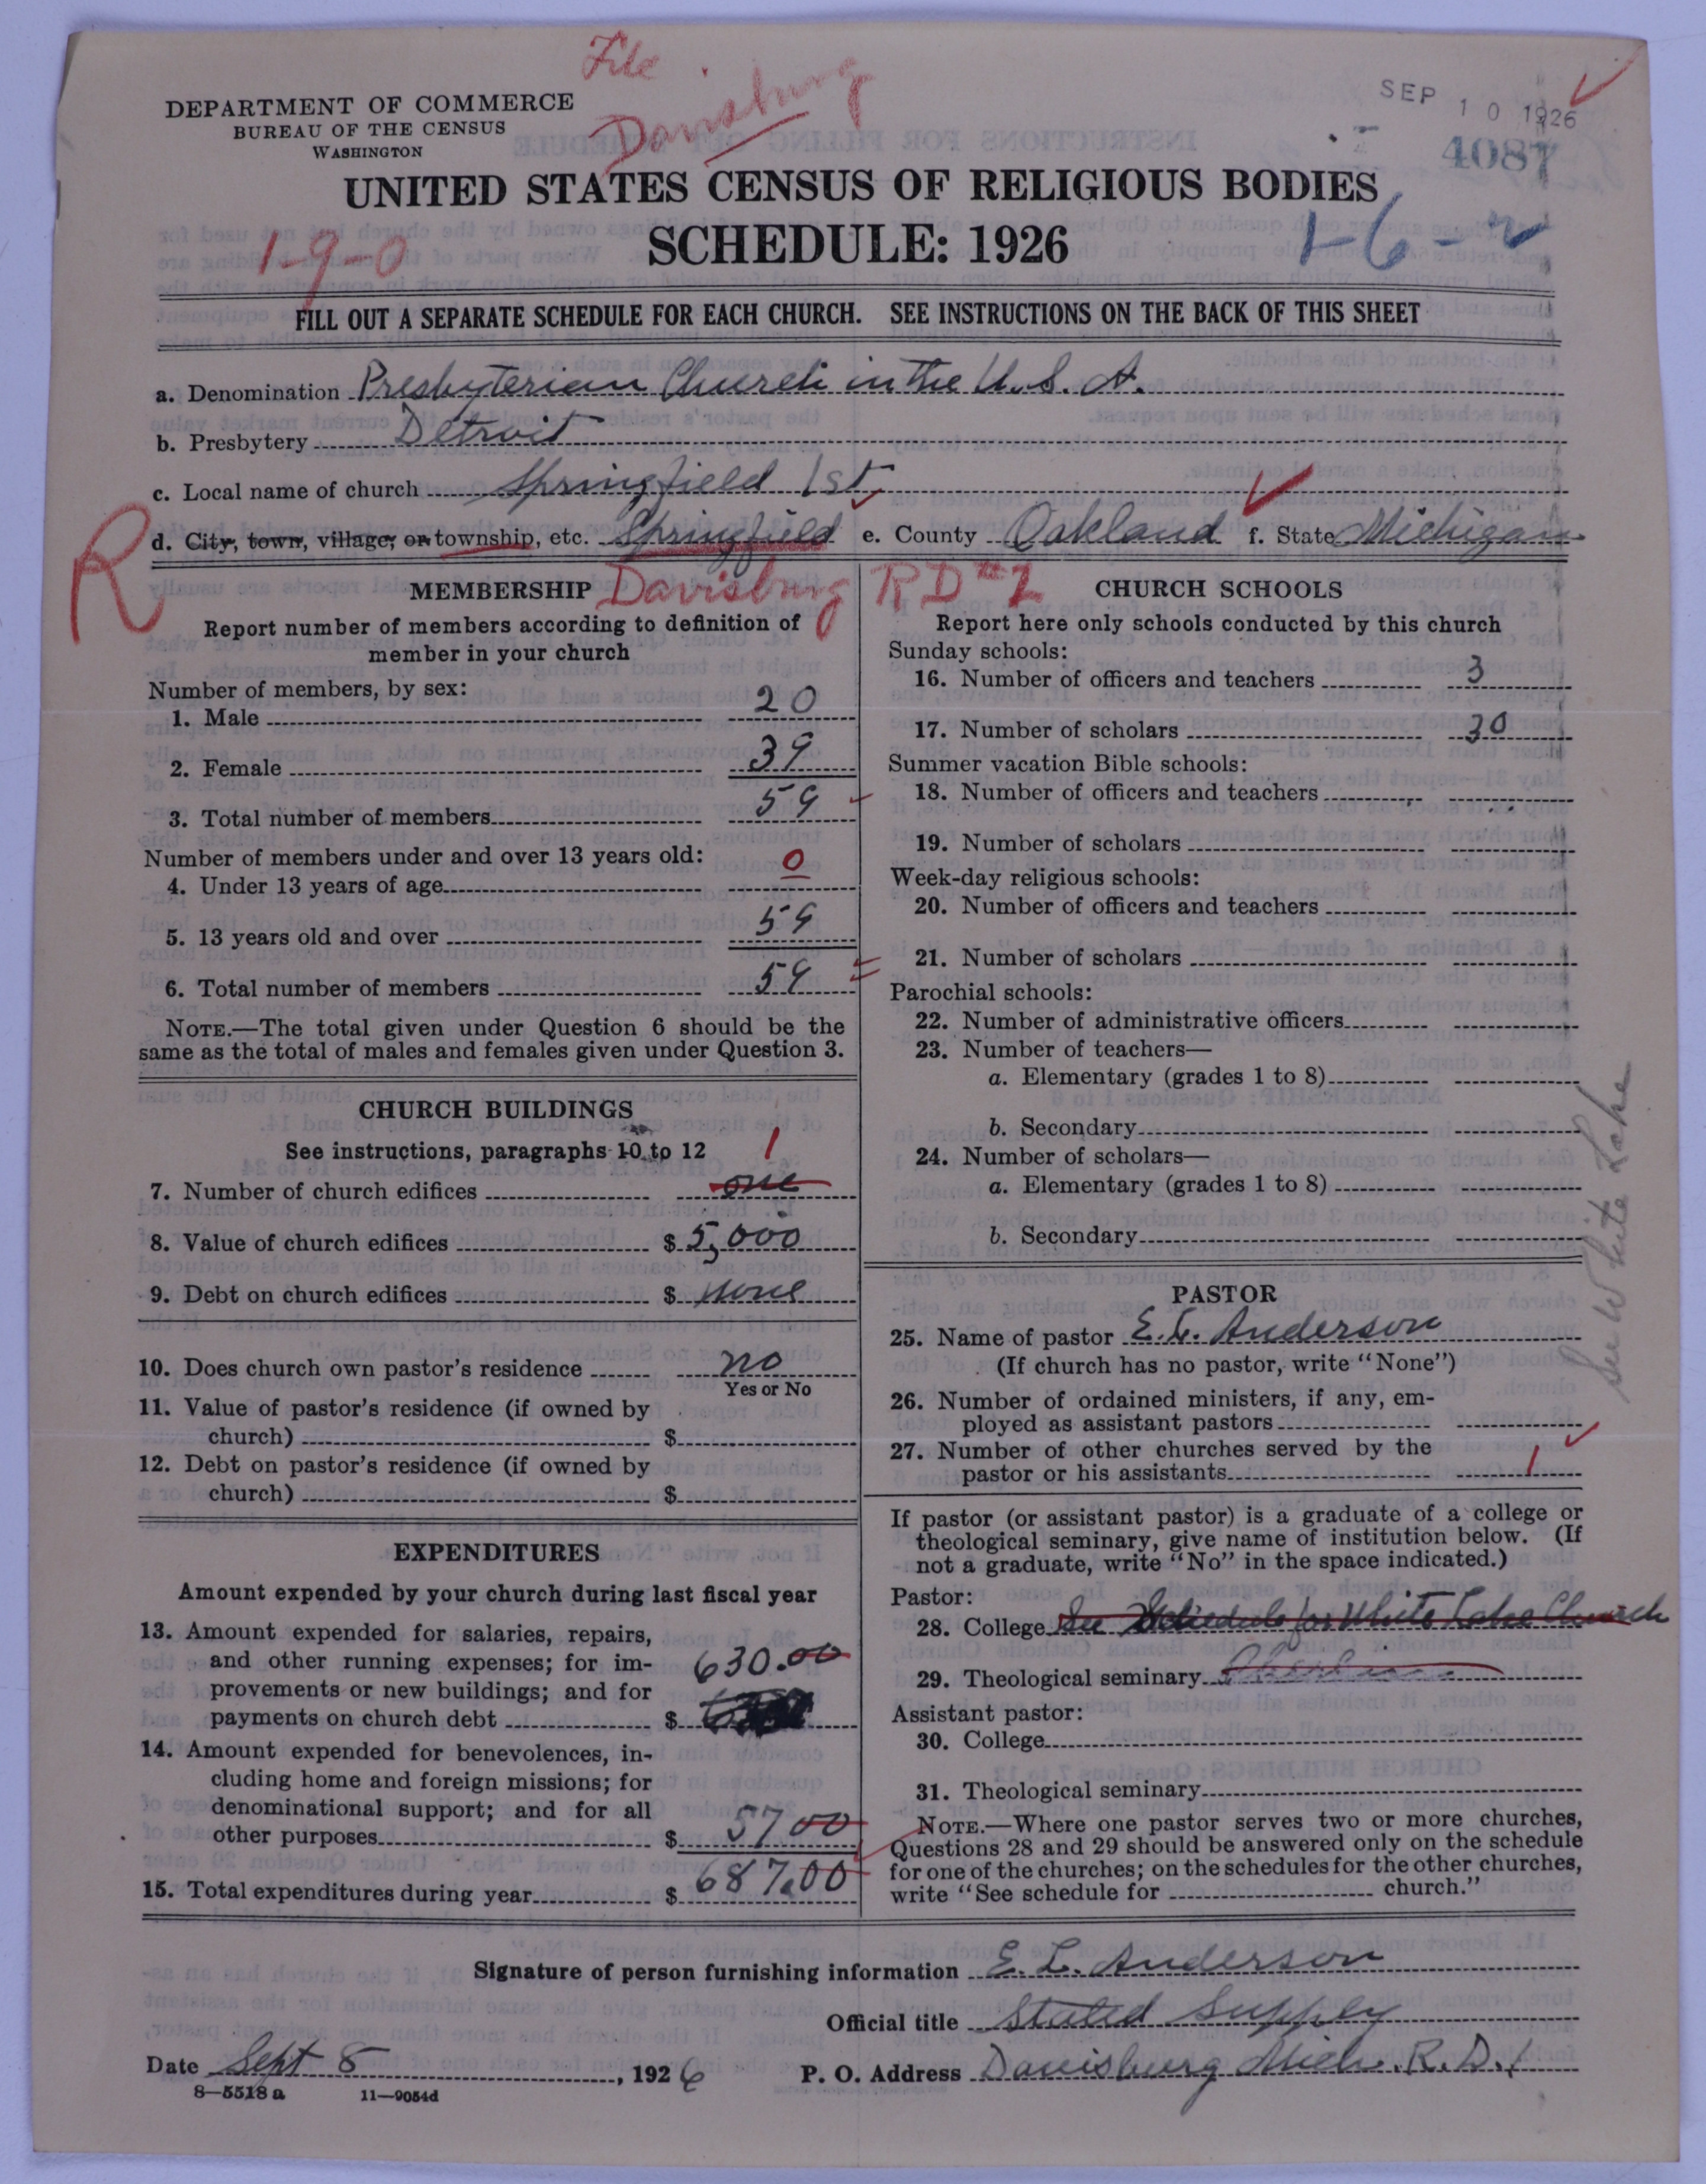 File
Davisburg
DEPARTMENT OF COMMERCE
BUREAU OF THE CENSUS
WASHINGTON
SEP 10 1926
4087
UNITED STATES CENSUS OF RELIGIOUS BODIES
SCHEDULE: 1926
1-9-0
1-6-2
FILL OUT A SEPARATE SCHEDULE FOR EACH CHURCH. SEE INSTRUCTIONS ON THE BACK OF THIS SHEET
a. Denomination Presbyterian Church in the U.S.A.
b. Presbytery Detroit
c. Local name of church Springfield 1st
R
d. City, town, village, or township, etc. Springfield e. County Oakland f. State Michigan
Davisburg RD #1
MEMBERSHIP
Report number of members according to definition of
member in your church
Number of members, by sex:
1. Male 20
2. Female 39
3. Total number of members 59
Number of members under and over 13 years old:
4. Under 13 years of age 0
5. 13 years old and over 59
6. Total number of members 59
NOTE.—The total given under Question 6 should be the
same as the total of males and females given under Question 3.
CHURCH BUILDINGS
See instructions, paragraphs 10 to 12
1
7. Number of church edifices one
8. Value of church edifices $ 5,000
9. Debt on church edifices $ none
10. Does church own pastor's residence no
Yes or No
11. Value of pastor's residence (if owned by
church) $
12. Debt on pastor's residence (if owned by
church) $
EXPENDITURES
Amount expended by your church during last fiscal year
13. Amount expended for salaries, repairs,
and other running expenses; for im-
provements or new buildings; and for
payments on church debt $ 630.00
14. Amount expended for benevolences, in-
cluding home and foreign missions; for
denominational support; and for all
other purposes $ 57 00
15. Total expenditures during year $ 687.00
CHURCH SCHOOLS
Report here only schools conducted by this church
Sunday schools:
16. Number of officers and teachers 3
17. Number of scholars 30
Summer vacation Bible schools:
18. Number of officers and teachers
19. Number of scholars
Week-day religious schools:
20. Number of officers and teachers
21. Number of scholars
Parochial schools:
22. Number of administrative officers
23. Number of teachers—
a. Elementary (grades 1 to 8)
b. Secondary
24. Number of scholars—
a. Elementary (grades 1 to 8)
b. Secondary
See White Lake
PASTOR
25. Name of pastor E. L. Anderson
(If church has no pastor, write "None")
26. Number of ordained ministers, if any, em-
ployed as assistant pastors
27. Number of other churches served by the
pastor or his assistants 1
If pastor (or assistant pastor) is a graduate of a college or
theological seminary, give name of institution below. (If
not a graduate, write "No" in the space indicated.)
Pastor:
28. College See Schedule for White Lake Church
29. Theological seminary
Assistant pastor:
30. College
31. Theological seminary
NOTE.—Where one pastor serves two or more churches,
Questions 28 and 29 should be answered only on the schedule
for one of the churches; on the schedules for the other churches,
write "See schedule for church."
Signature of person furnishing information E. L. Anderson
Official title Stated Supply
Date Sept 8, 1926 P. O. Address Davisburg Mich. R. D. 1
8—5518 a 11—9054d